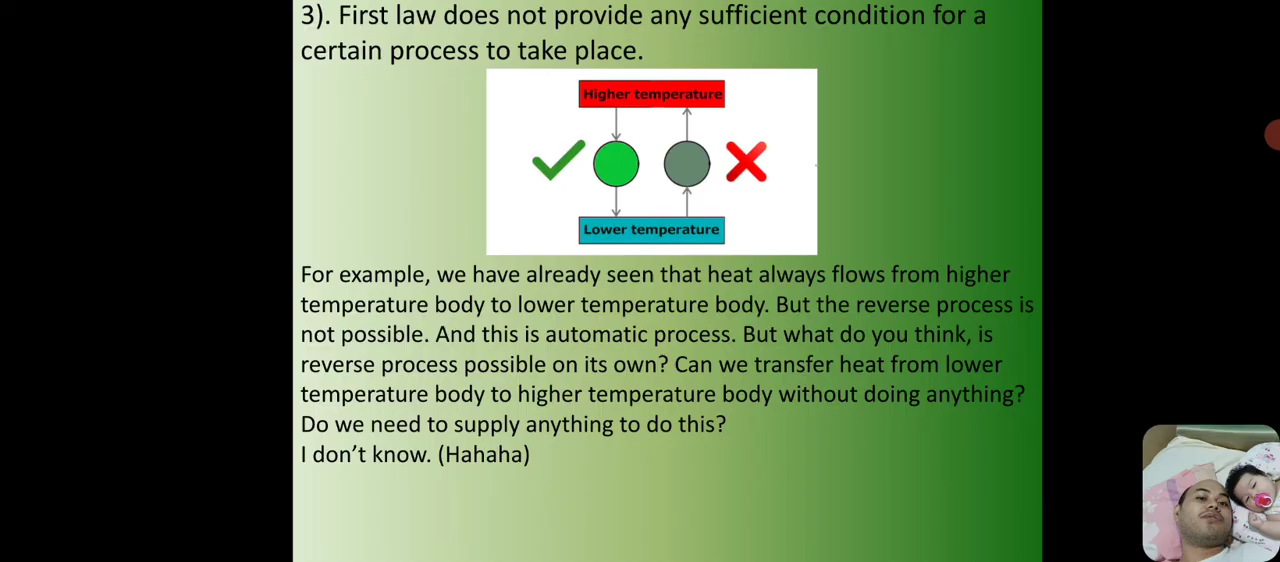 3). First law does not provide any sufficient condition for a
certain process to take place.
Higher temperature
Lower temperature
For example, we have already seen that heat always flows from higher
temperature body to lower temperature body. But the reverse process is
not possible. And this is automatic process. But what do you think, is
reverse process possible on its own? Can we transfer heat from lower
temperature body to higher temperature body without doing anything?
Do we need to supply anything to do this?
I don't know. (Hahaha)